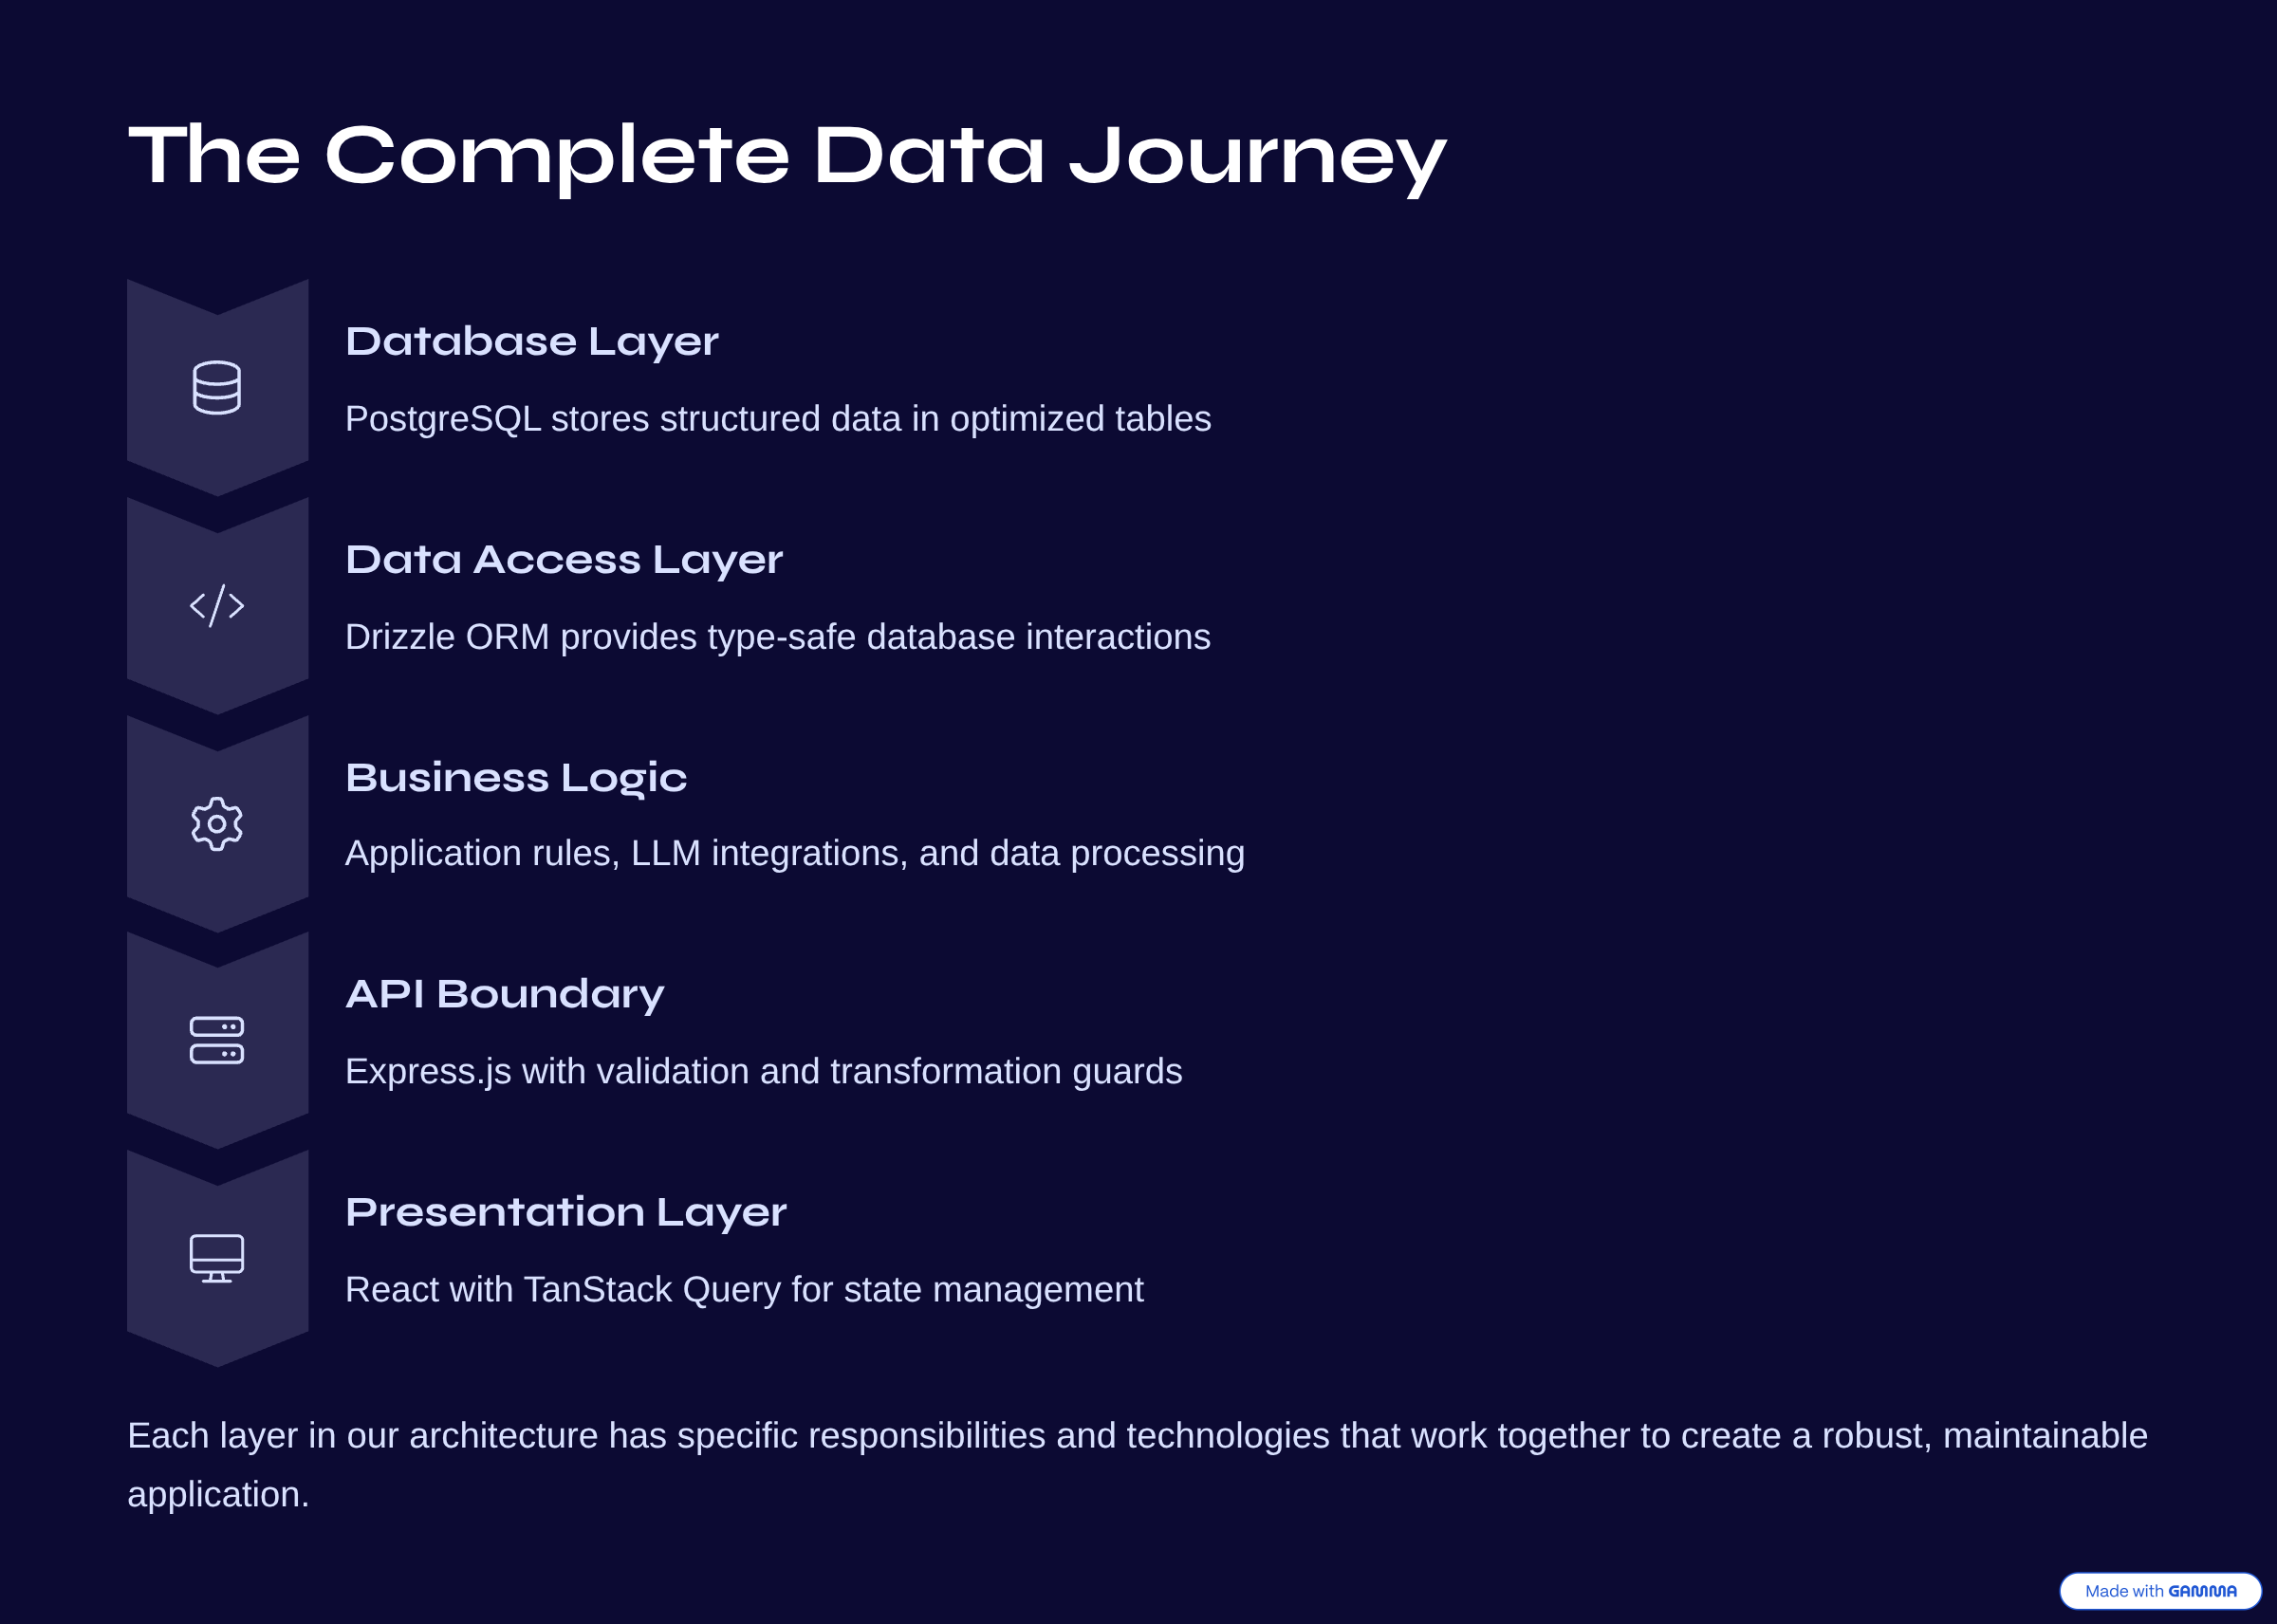 The Complete Data Journey
Database Layer
PostgreSQL stores structured data in optimized tables
Data Access Layer
Drizzle ORM provides type-safe database interactions
Business Logic
Application rules, LLM integrations, and data processing
API Boundary
Express.js with validation and transformation guards
Presentation Layer
React with TanStack Query for state management
Each layer in our architecture has specific responsibilities and technologies that work together to create a robust, maintainable
application.
Made with GAMMA